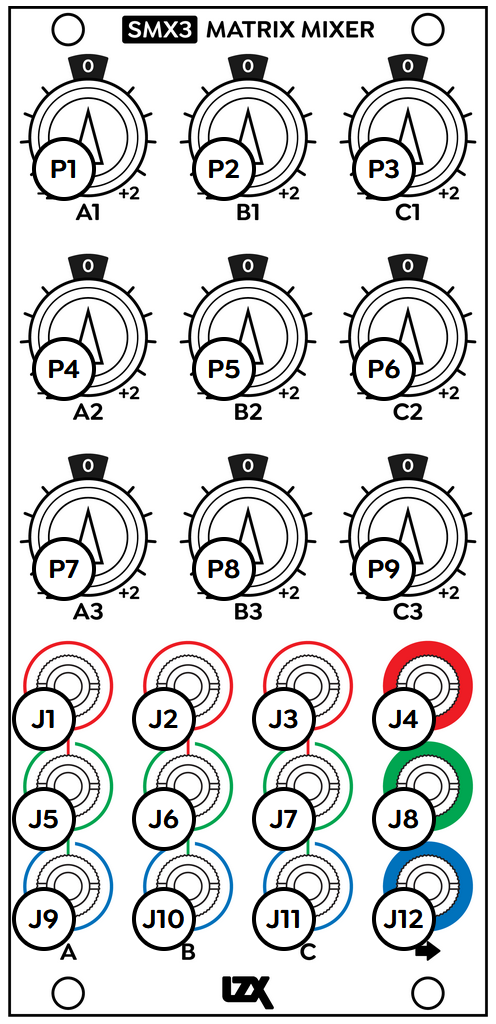 SMX3 MATRIX MIXER
0 0 0
P1 P2 P3
+2 +2 +2
A1 B1 C1
0 0 0
P4 P5 P6
+2 +2 +2
A2 B2 C2
0 0 0
P7 P8 P9
+2 +2 +2
A3 B3 C3
J1 J2 J3 J4
J5 J6 J7 J8
J9 J10 J11 J12
A B C
LZX